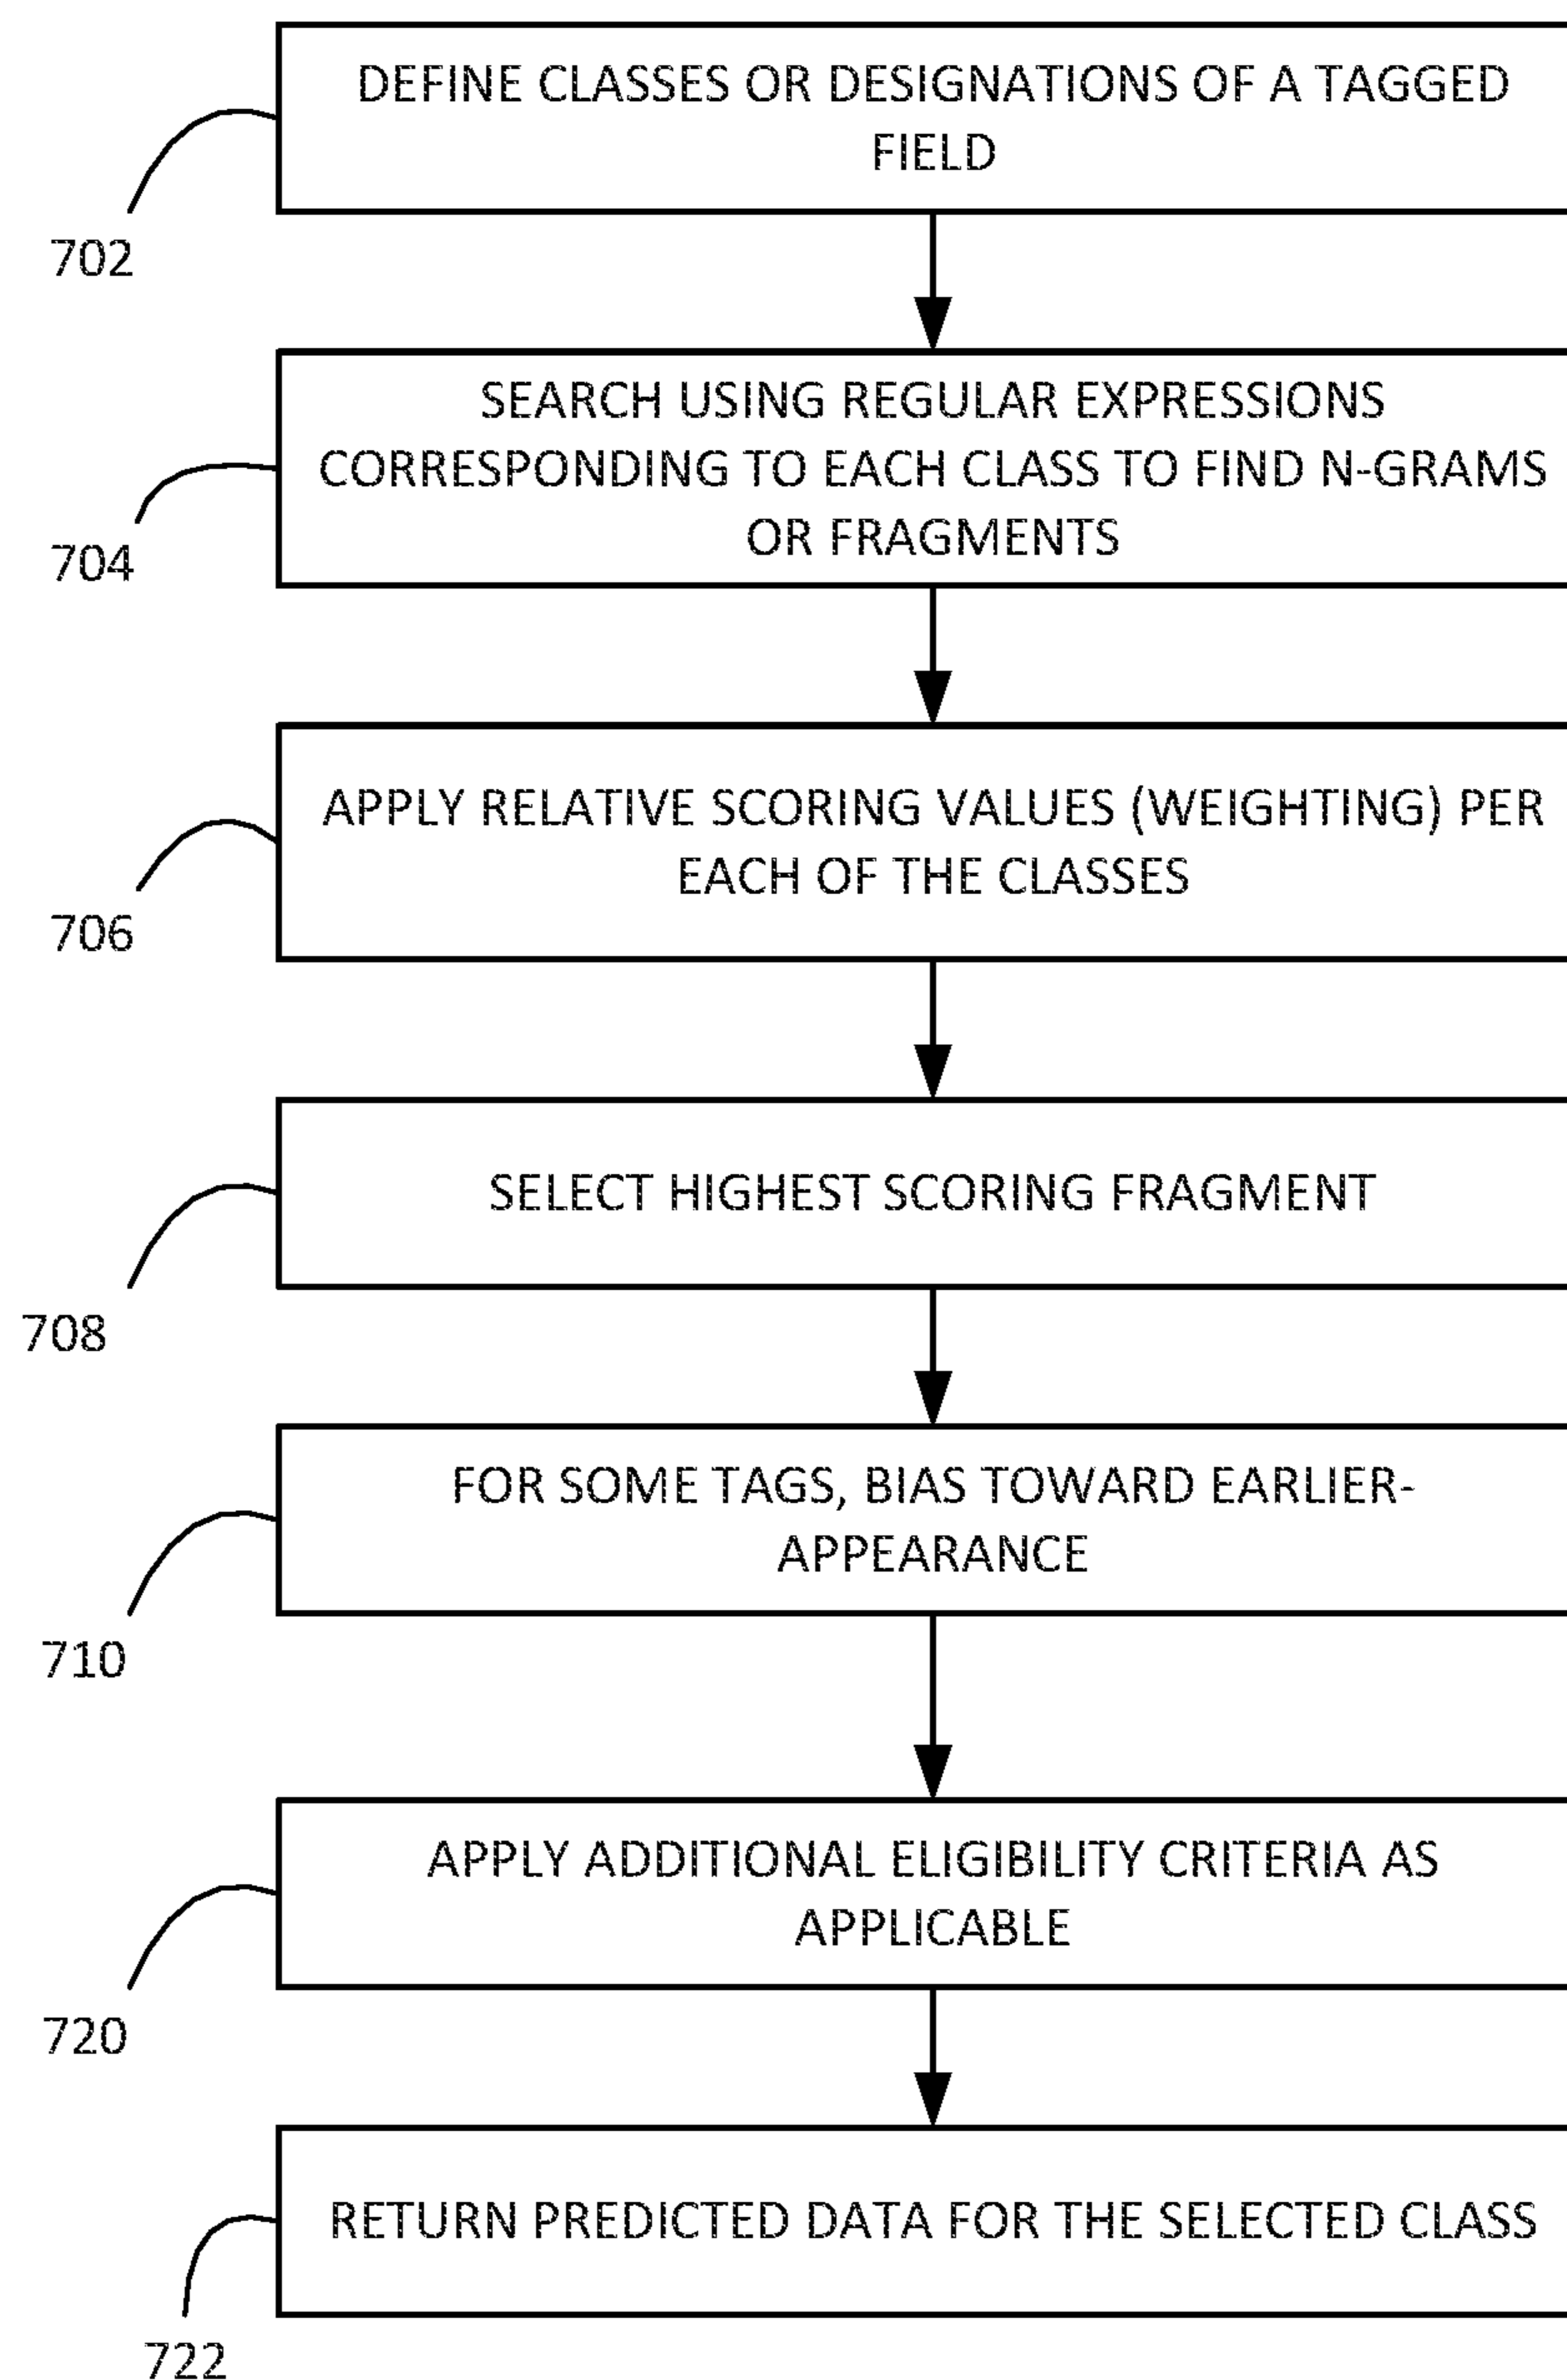 DEFINE CLASSES OR DESIGNATIONS OF A TAGGED
FIELD
702
SEARCH USING REGULAR EXPRESSIONS
CORRESPONDING TO EACH CLASS TO FIND N-GRAMS
OR FRAGMENTS
704
APPLY RELATIVE SCORING VALUES (WEIGHTING) PER
EACH OF THE CLASSES
706
SELECT HIGHEST SCORING FRAGMENT
708
FOR SOME TAGS, BIAS TOWARD EARLIER-
APPEARANCE
710
APPLY ADDITIONAL ELIGIBILITY CRITERIA AS
APPLICABLE
720
RETURN PREDICTED DATA FOR THE SELECTED CLASS
722